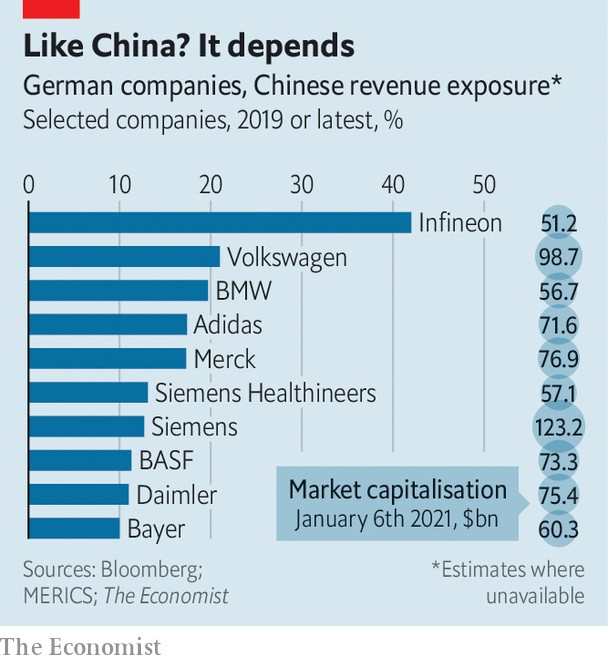 Like China? It depends
German companies, Chinese revenue exposure*
Selected companies, 2019 or latest, %
0 10 20 30 40 50
Infineon 51.2
Volkswagen 98.7
BMW 56.7
Adidas 71.6
Merck 76.9
Siemens Healthineers 57.1
Siemens 123.2
BASF 73.3
Daimler 75.4
Bayer 60.3
Market capitalisation
January 6th 2021, $bn
Sources: Bloomberg;
MERICS; The Economist
*Estimates where
unavailable
The Economist